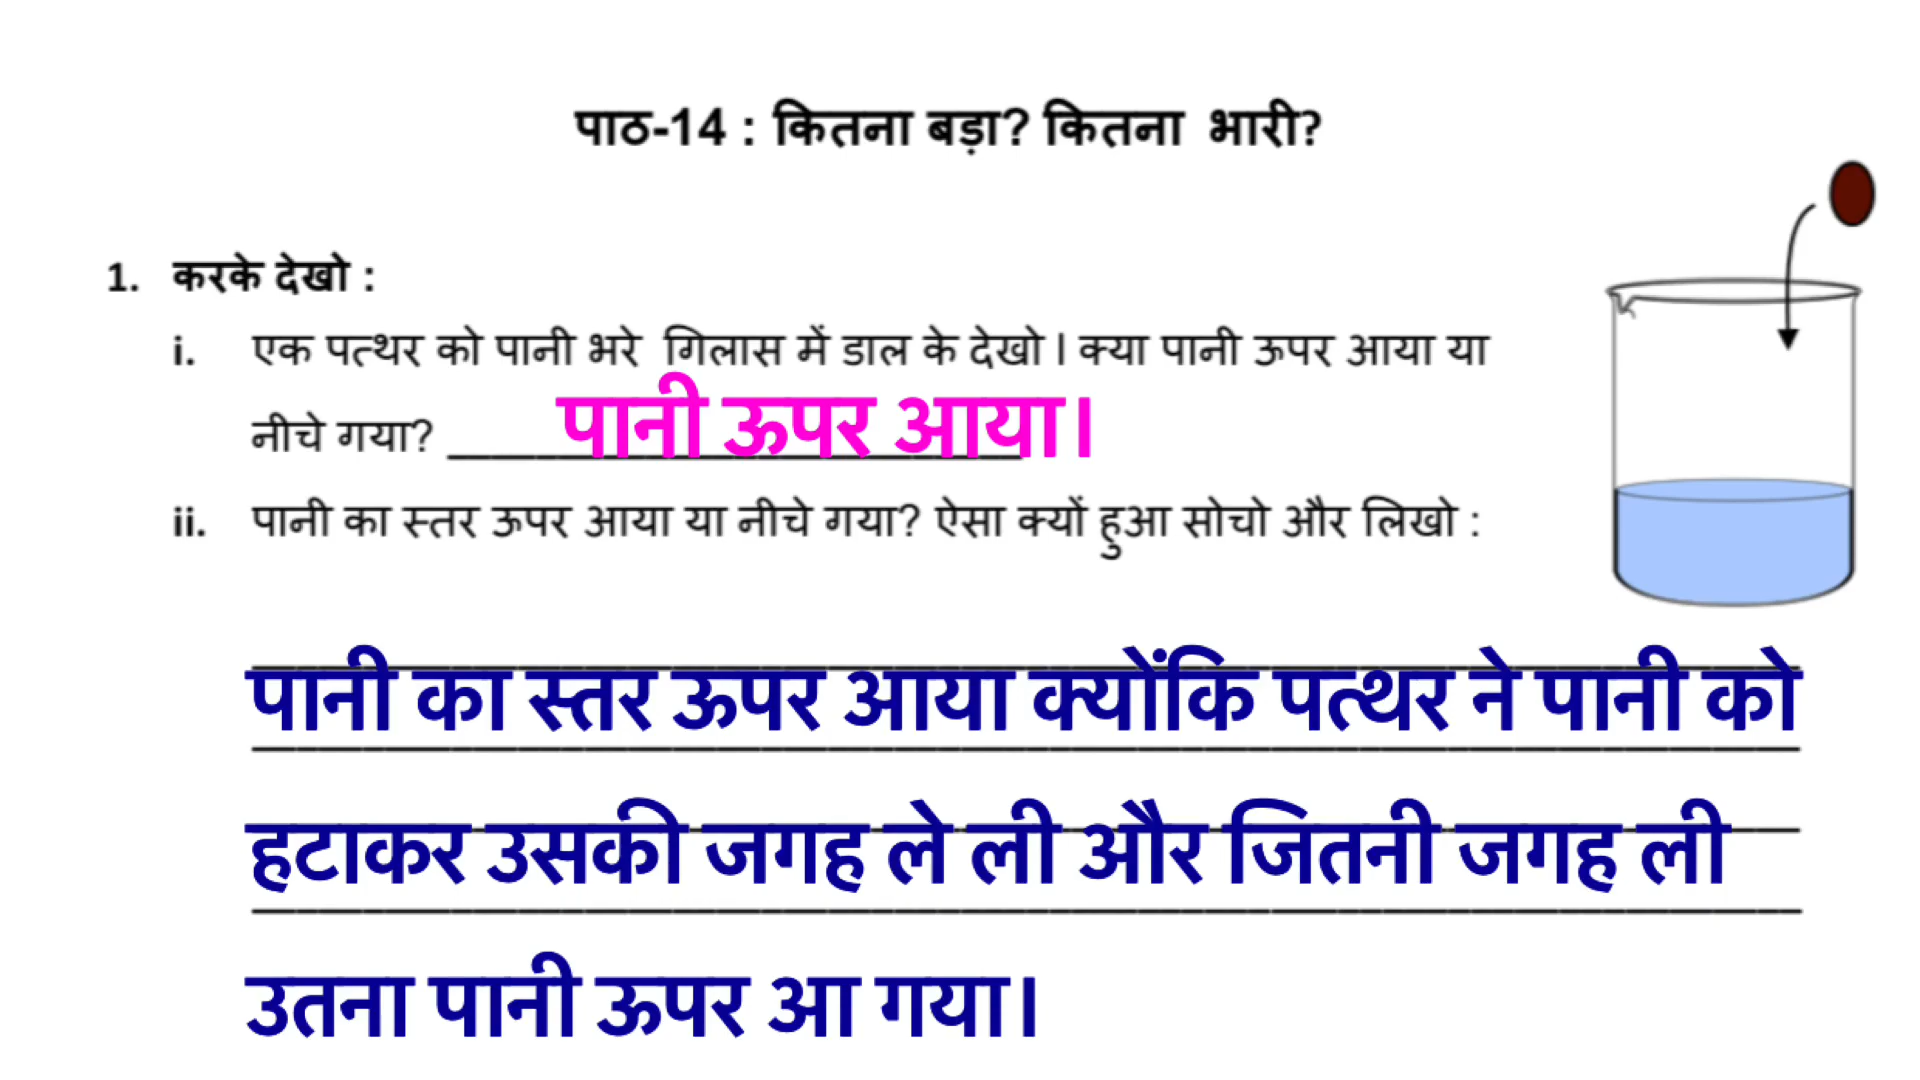 पाठ-14 : कितना बड़ा? कितना भारी?
1. करके देखो :
i. एक पत्थर को पानी भरे गिलास में डाल के देखो । क्या पानी ऊपर आया या
नीचे गया? पानी ऊपर आया।
ii. पानी का स्तर ऊपर आया या नीचे गया? ऐसा क्यों हुआ सोचो और लिखो :
पानी का स्तर ऊपर आया क्योंकि पत्थर ने पानी को
हटाकर उसकी जगह ले ली और जितनी जगह ली
उतना पानी ऊपर आ गया।